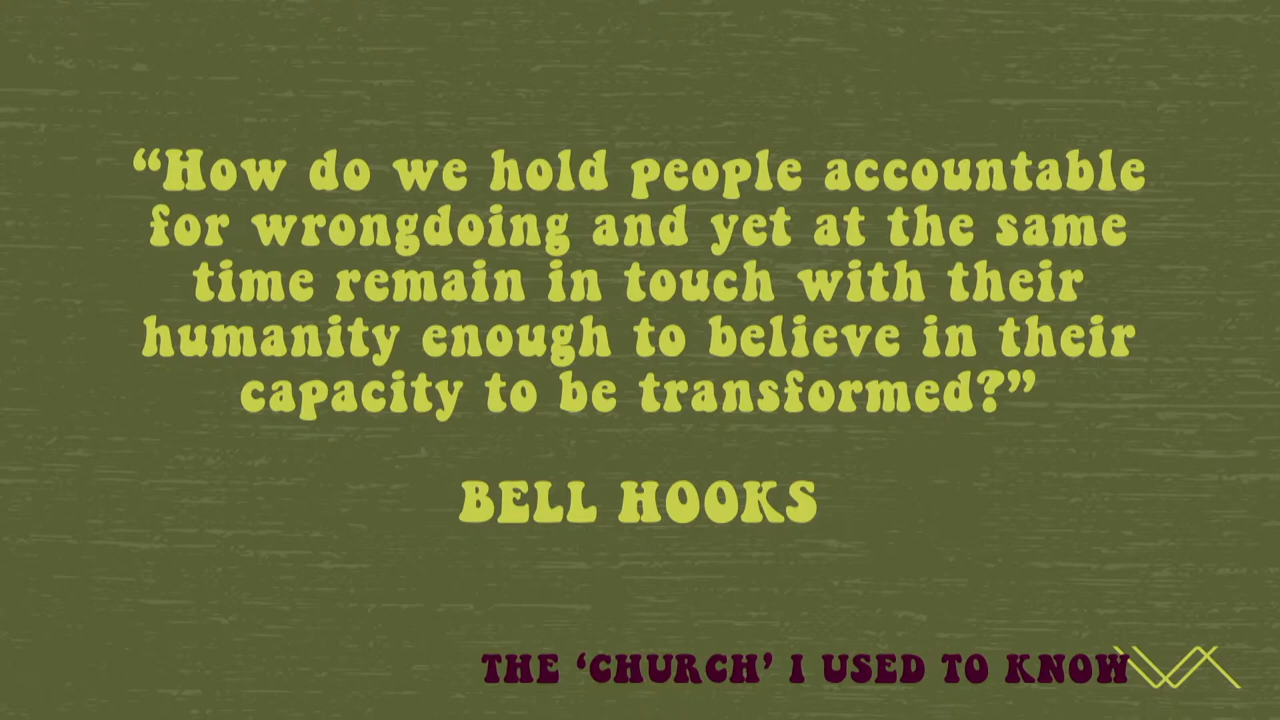 “How do we hold people accountable
for wrongdoing and yet at the same
time remain in touch with their
humanity enough to believe in their
capacity to be transformed?”
BELL HOOKS
THE ‘CHURCH’ I USED TO KNOW